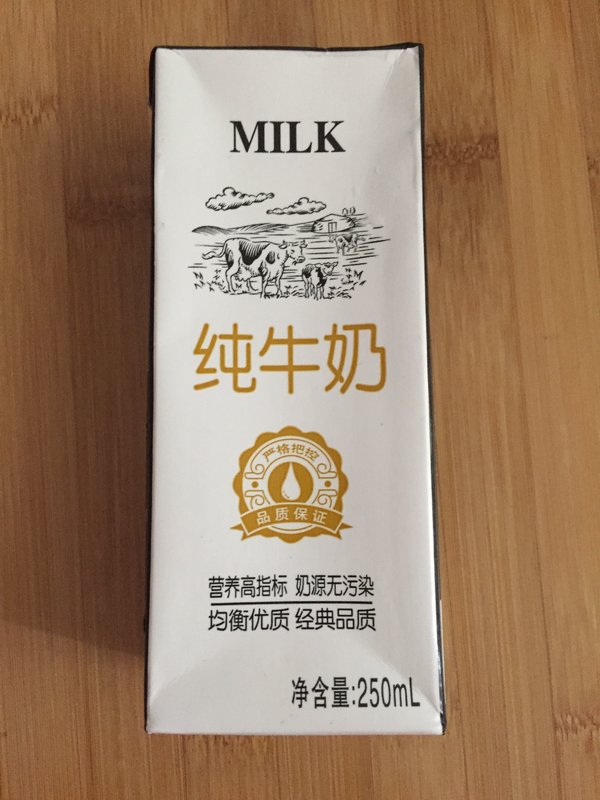 MILK
纯牛奶
严格把控
品质保证
营养高指标 奶源无污染
均衡优质 经典品质
净含量:250mL